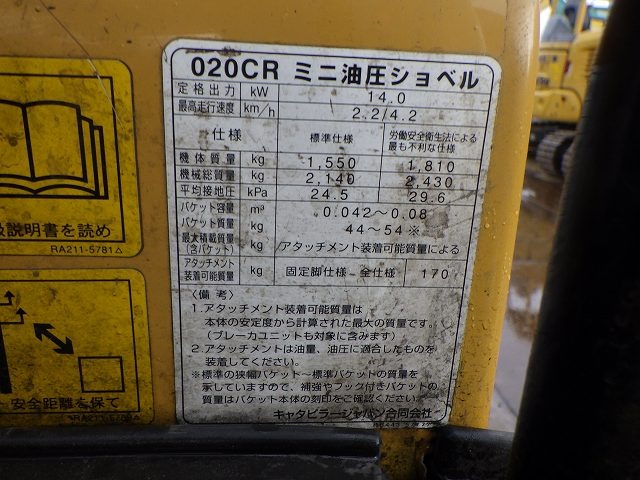 020CR ミニ油圧ショベル
定格出力 kW 14.0
最高走行速度 km/h 2.2/4.2
仕様 標準仕様 労働安全衛生法による最も不利な仕様
機体質量 kg 1,550 1,810
機械総質量 kg 2,140 2,430
平均接地圧 kPa 24.5 29.6
バケット容量 m³ 0.042～0.08
バケット質量 kg 44～54※
最大積載質量(含バケット) kg アタッチメント装着可能質量による
アタッチメント装着可能質量 kg 固定脚仕様－全仕様 170
〈備考〉
1.アタッチメント装着可能質量は
本体の安定度から計算された最大の質量です。
(ブレーカユニットも対象に含みます)
2.アタッチメントは油量、油圧に適合したものを
装着してください。
※標準の狭幅バケット～標準バケットの質量を
示していますので、補強やフック付きバケットの
質量はバケット本体の刻印をご確認ください。
キャタピラージャパン合同会社
扱説明書を読め
RA211-5781△
安全距離を保て